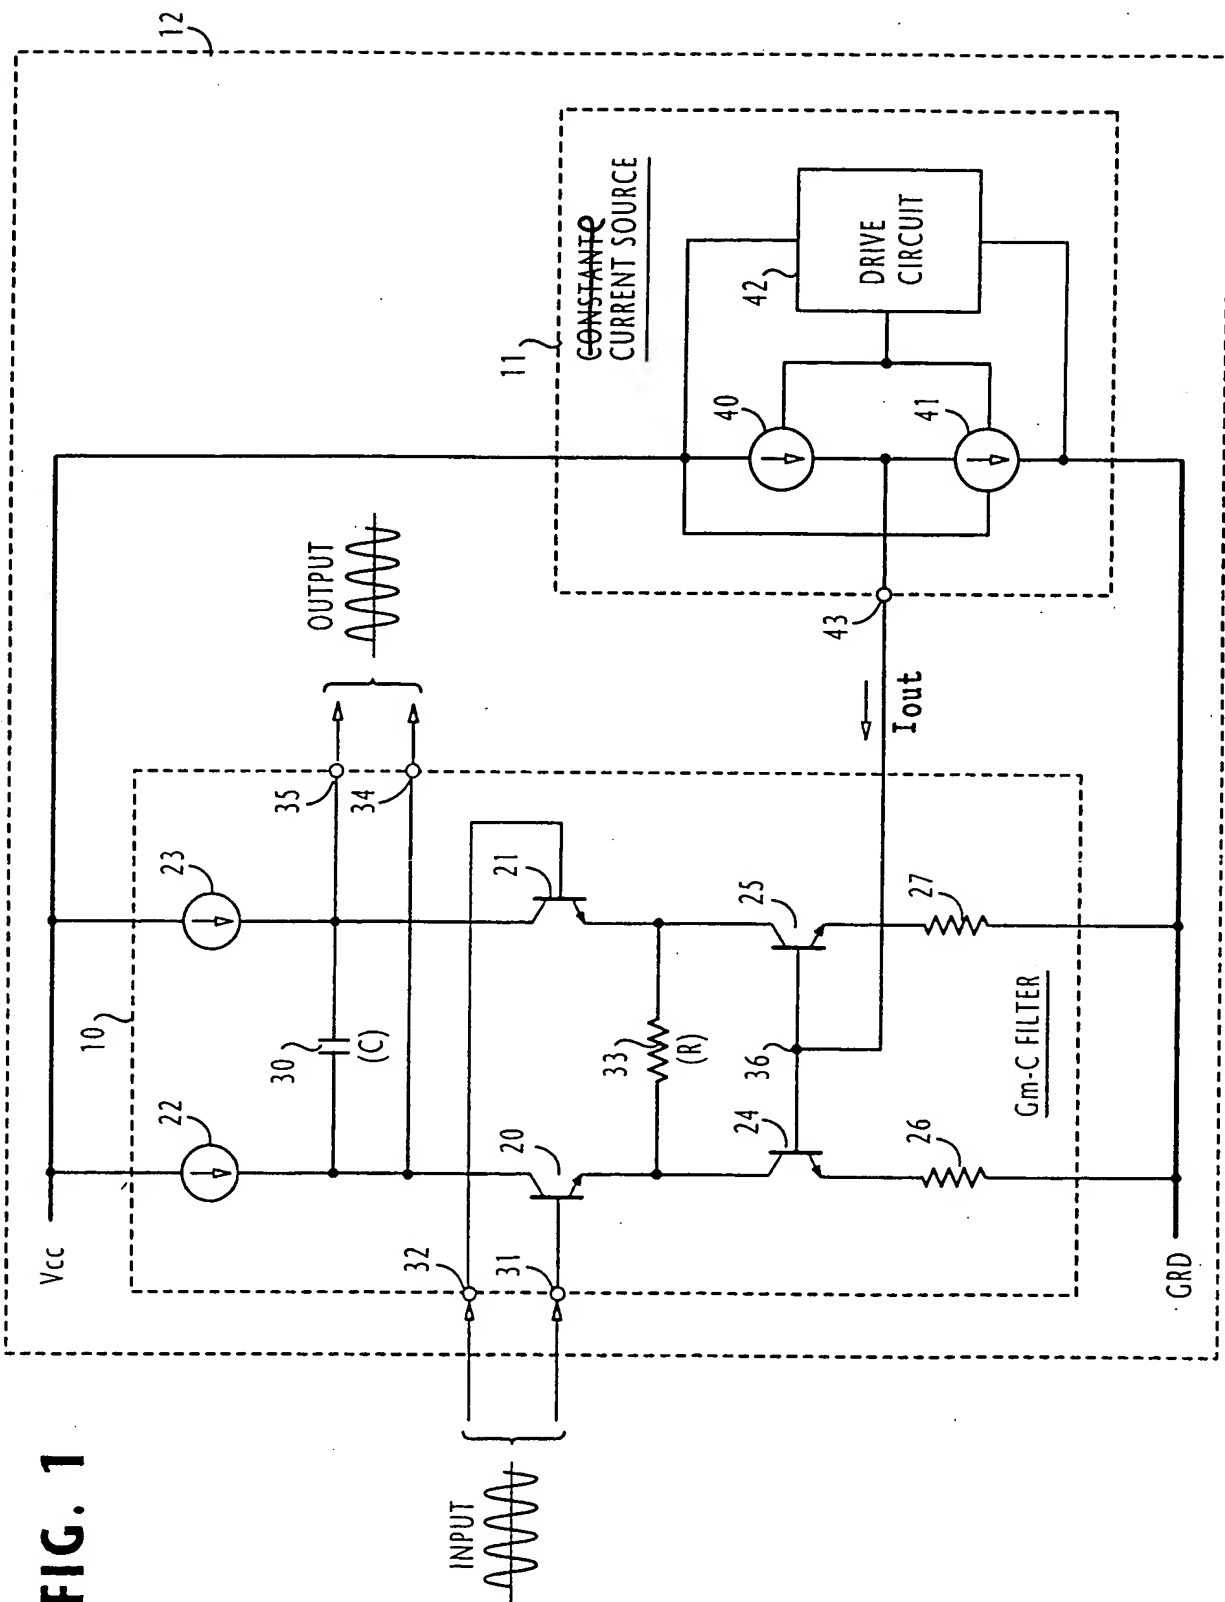 FIG. 1
12
Vcc
10
22
23
30
(C)
35
34
OUTPUT
INPUT
32
31
20
21
33
(R)
36
24
25
26
27
Gm-C FILTER
GRD
11
CONSTANT
CURRENT SOURCE
40
41
42
DRIVE
CIRCUIT
43
Iout